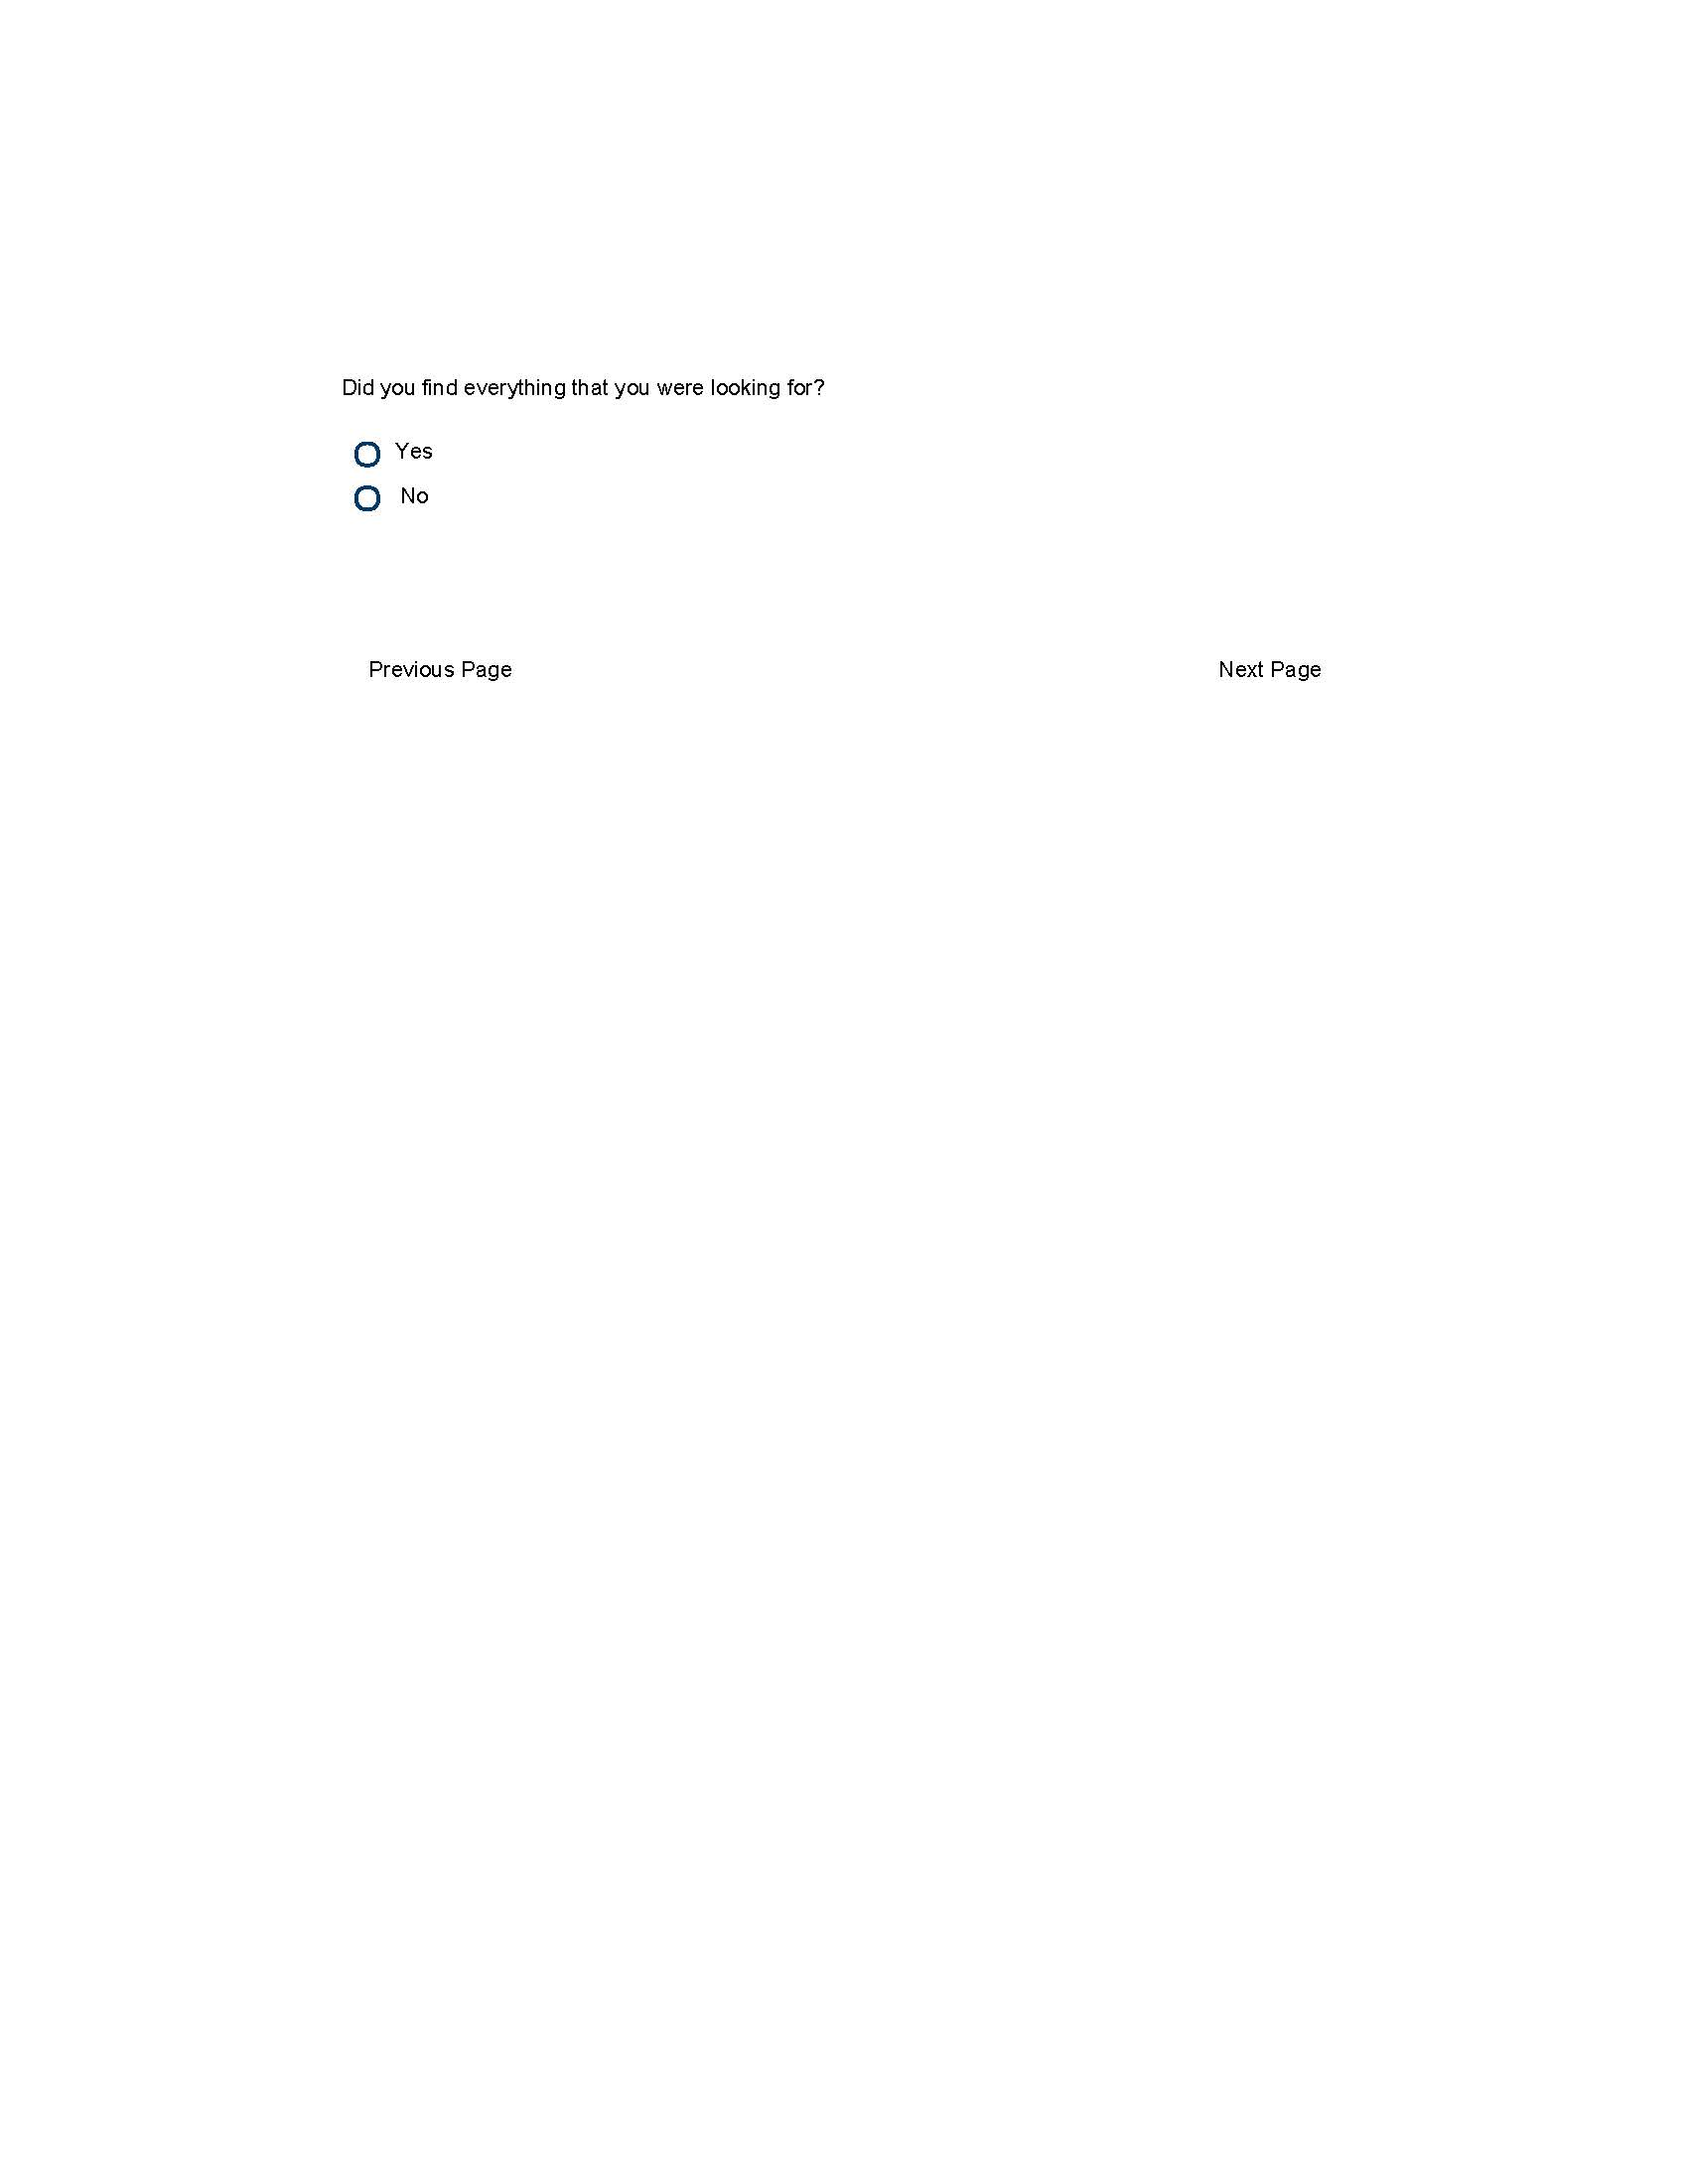 Did you find everything that you were looking for?
Yes
No
Previous Page
Next Page